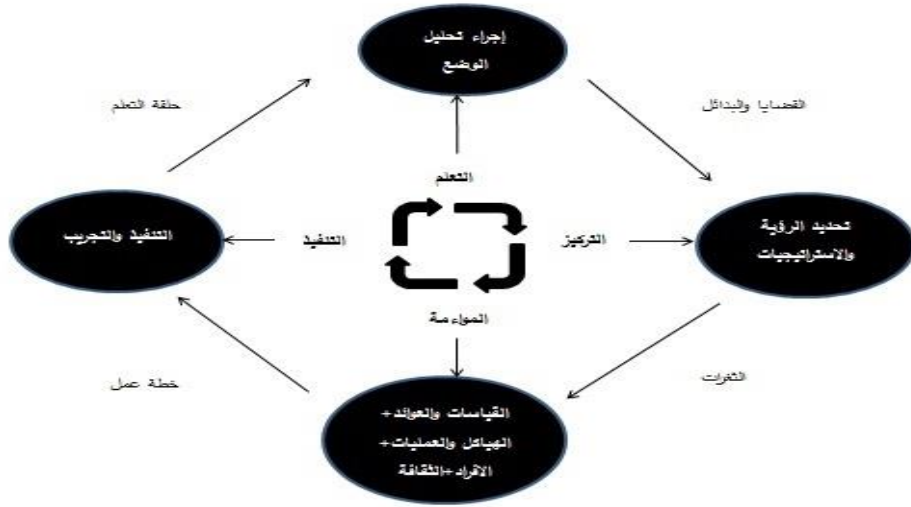 إجراء تحليل
الوضع
حلقة التعلم
القضايا والبدائل
التعلم
التنفيذ والتجريب
التنفيذ
التركيز
تحديد الرؤية
والاستراتيجيات
المواءمة
خطة عمل
الثغرات
القياسات والعوائد+
الهياكل والعمليات+
الافراد+الثقافة